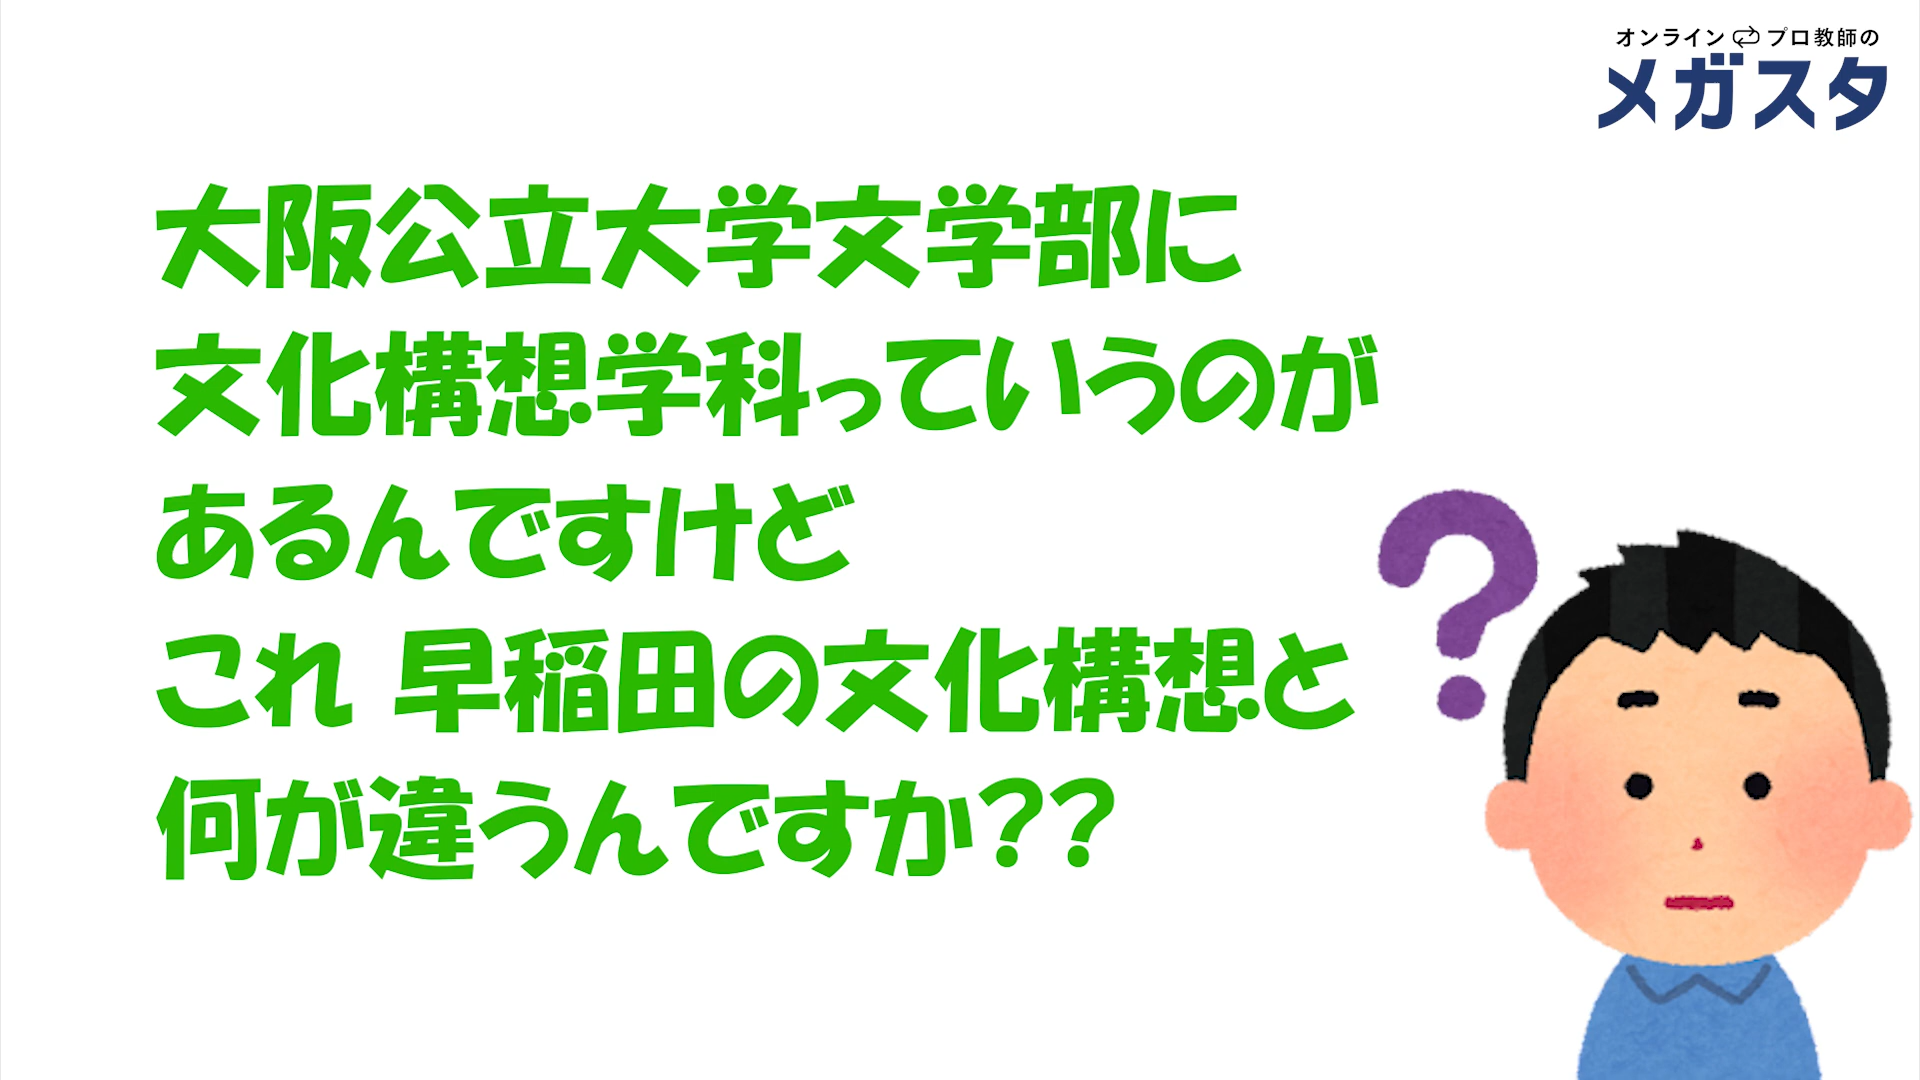 オンライン プロ教師の
メガスタ
大阪公立大学文学部に
文化構想学科っていうのが
あるんですけど
これ 早稲田の文化構想と
何が違うんですか??